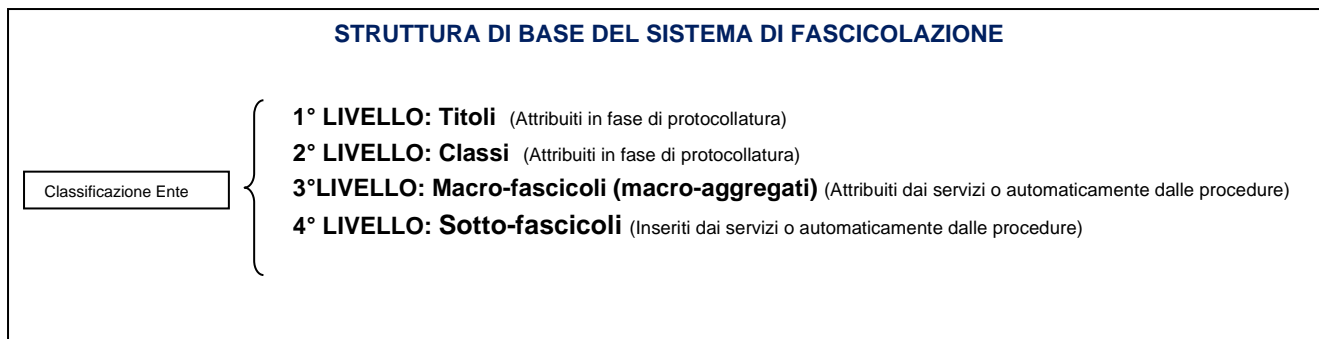 STRUTTURA DI BASE DEL SISTEMA DI FASCICOLAZIONE
1° LIVELLO: Titoli (Attribuiti in fase di protocollatura)
2° LIVELLO: Classi (Attribuiti in fase di protocollatura)
Classificazione Ente
3°LIVELLO: Macro-fascicoli (macro-aggregati) (Attribuiti dai servizi o automaticamente dalle procedure)
4° LIVELLO: Sotto-fascicoli (Inseriti dai servizi o automaticamente dalle procedure)